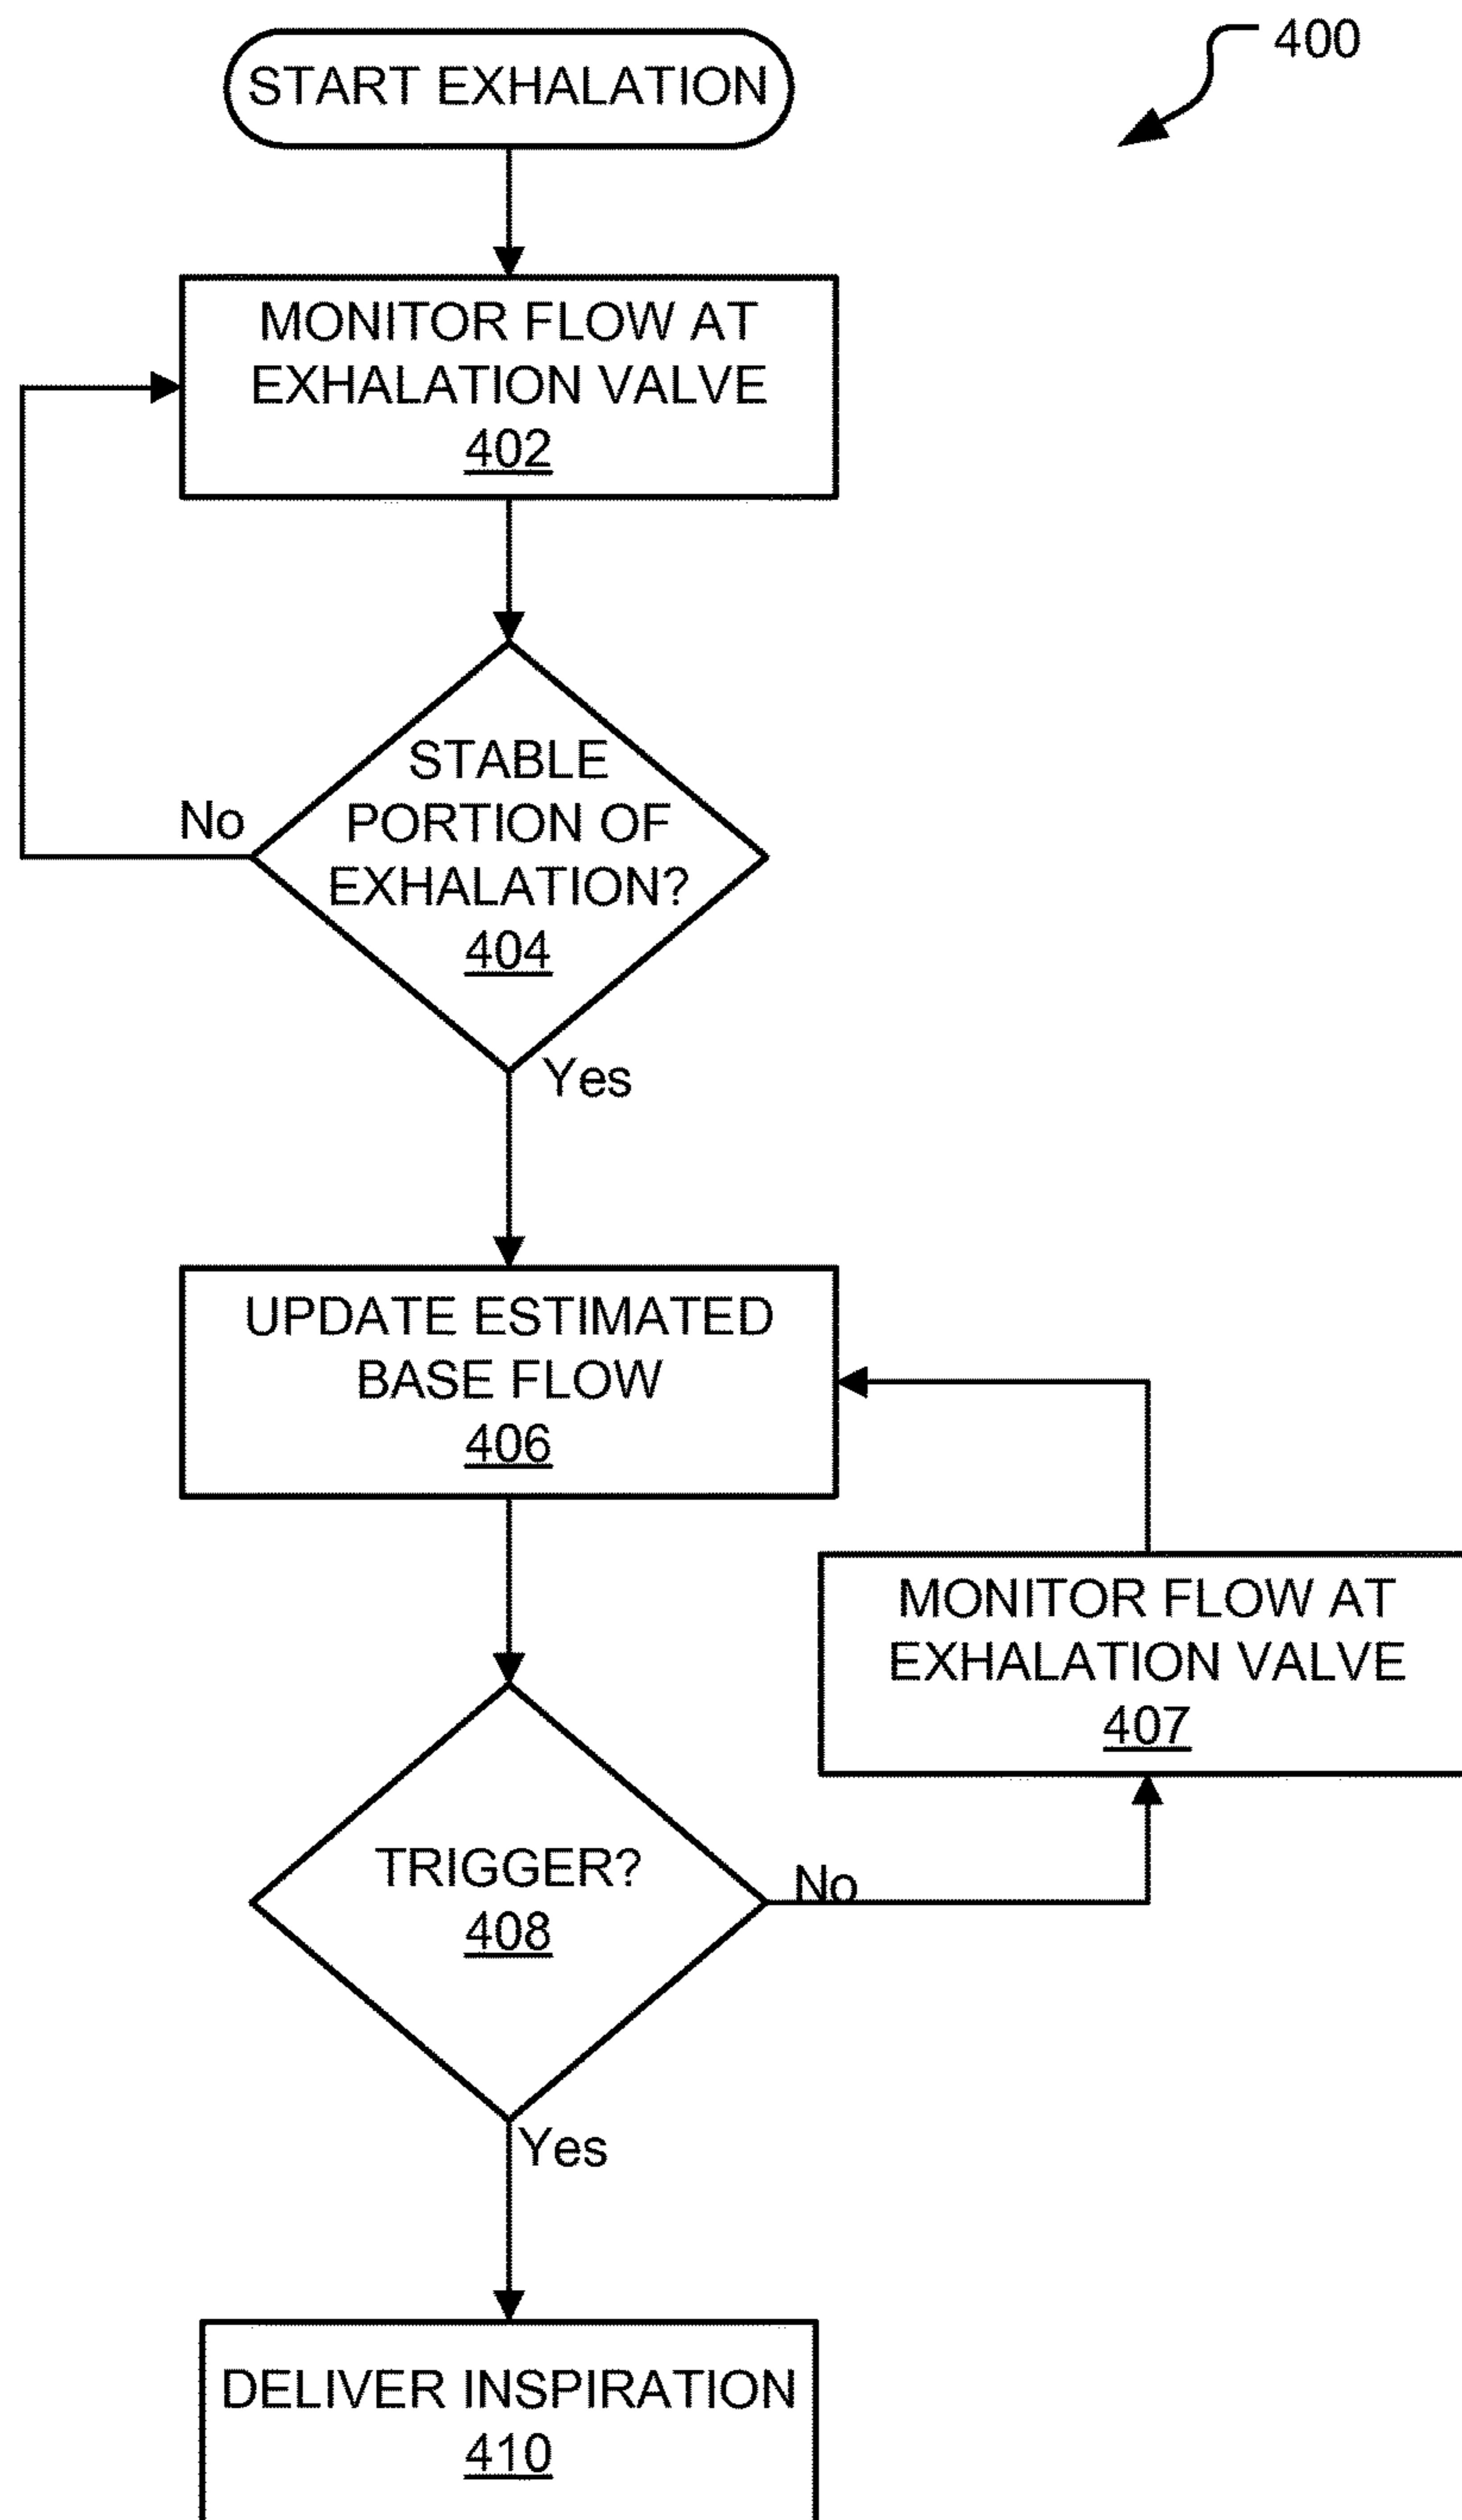 400
START EXHALATION
MONITOR FLOW AT
EXHALATION VALVE
402
STABLE
PORTION OF
EXHALATION?
404
No
Yes
UPDATE ESTIMATED
BASE FLOW
406
MONITOR FLOW AT
EXHALATION VALVE
407
TRIGGER?
408
No
Yes
DELIVER INSPIRATION
410